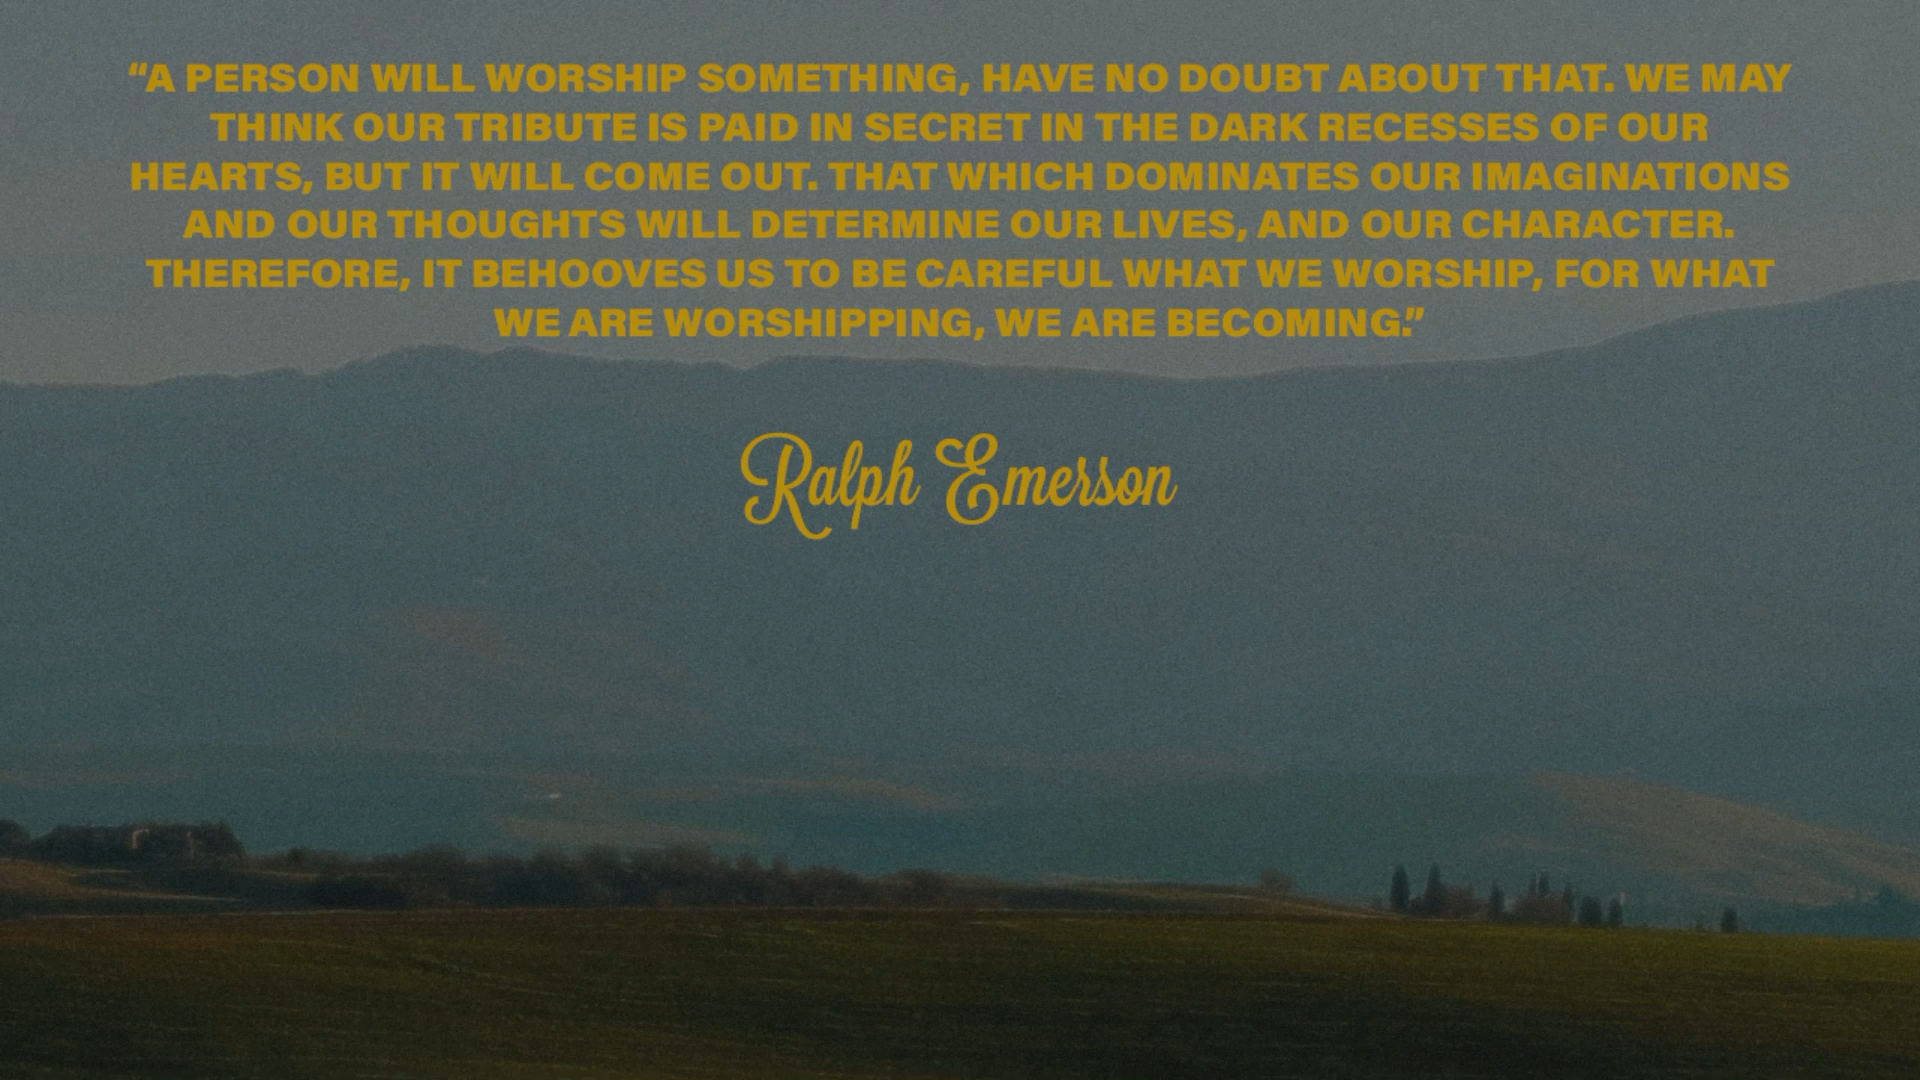 “A PERSON WILL WORSHIP SOMETHING, HAVE NO DOUBT ABOUT THAT. WE MAY
THINK OUR TRIBUTE IS PAID IN SECRET IN THE DARK RECESSES OF OUR
HEARTS, BUT IT WILL COME OUT. THAT WHICH DOMINATES OUR IMAGINATIONS
AND OUR THOUGHTS WILL DETERMINE OUR LIVES, AND OUR CHARACTER.
THEREFORE, IT BEHOOVES US TO BE CAREFUL WHAT WE WORSHIP, FOR WHAT
WE ARE WORSHIPPING, WE ARE BECOMING.”
Ralph Emerson